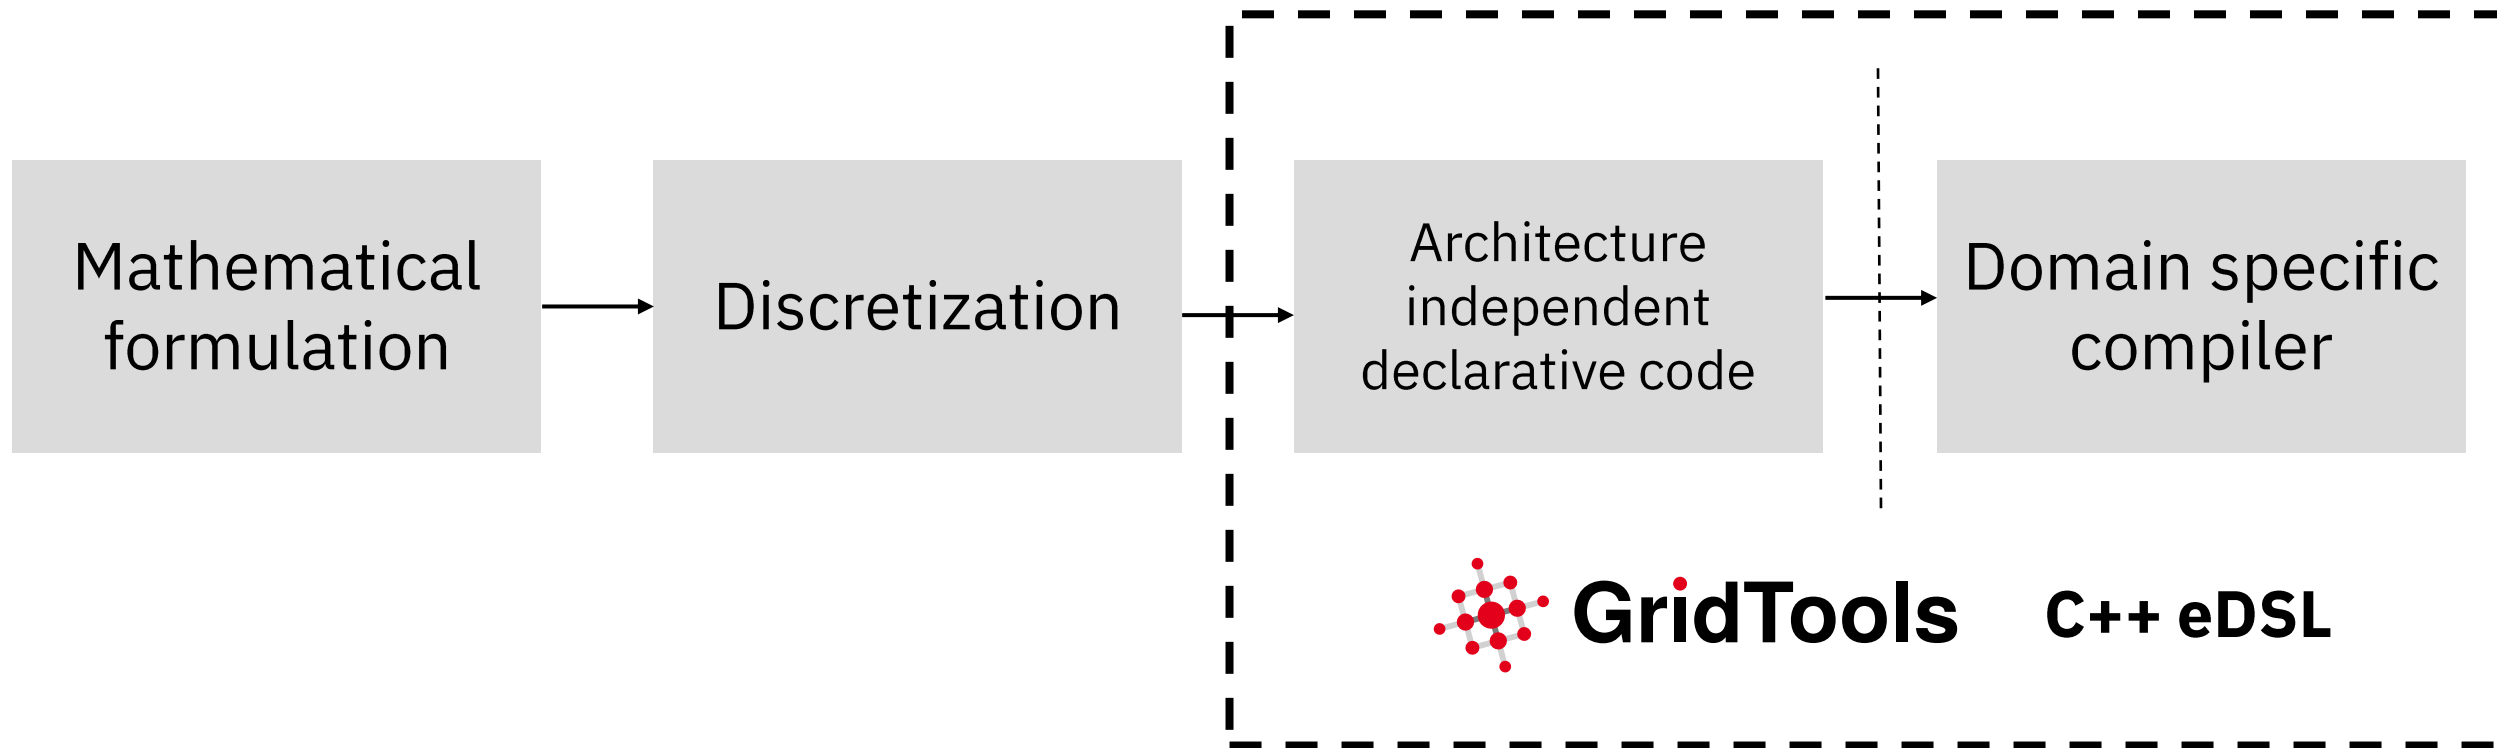 Mathematical
formulation
Discretization
Architecture
independent
declarative code
Domain specific
compiler
GridTools
C++ eDSL